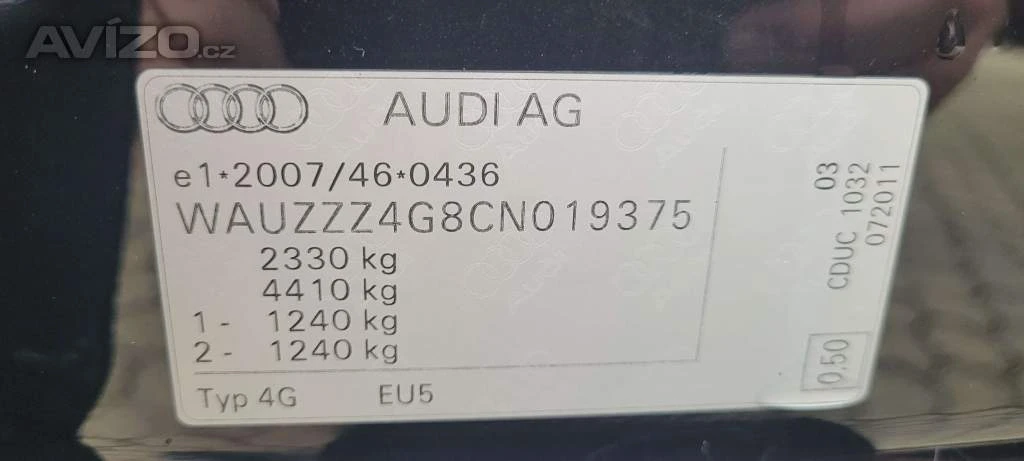 AVÍZO.cz
AUDI AG
e1*2007/46*0436
WAUZZZ4G8CN019375
2330 kg
4410 kg
1 - 1240 kg
2 - 1240 kg
Typ 4G EU5
03
CDUC 1032
072011
0,50